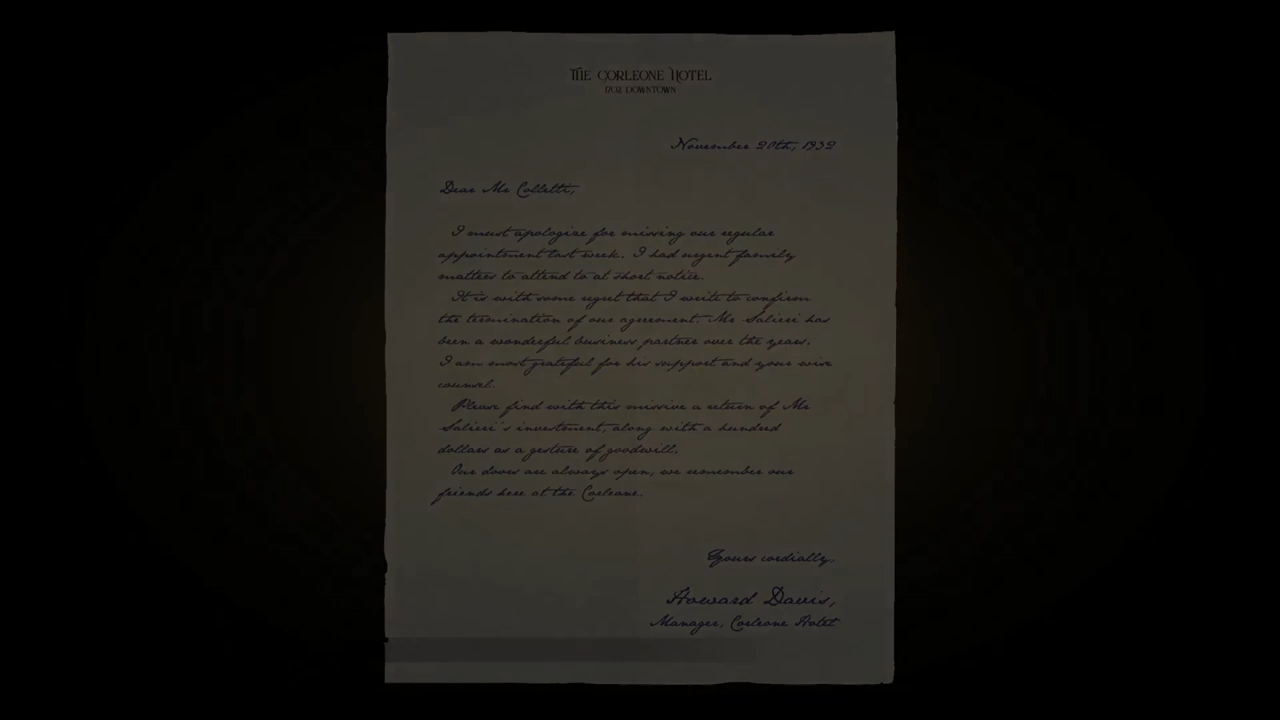 THE CORLEONE HOTEL
1702 DOWNTOWN
November 20th, 1932
Dear Mr Colletti,
I must apologize for missing our regular
appointment last week. I had urgent family
matters to attend to at short notice.
It is with some regret that I write to confirm
the termination of our agreement. Mr Salieri has
been a wonderful business partner over the years.
I am most grateful for his support and your wise
counsel.
Please find with this missive a return of Mr
Salieri's investment, along with a hundred
dollars as a gesture of goodwill.
Our doors are always open, we remember our
friends here at the Corleone.
Yours cordially,
Howard Davis,
Manager, Corleone Hotel